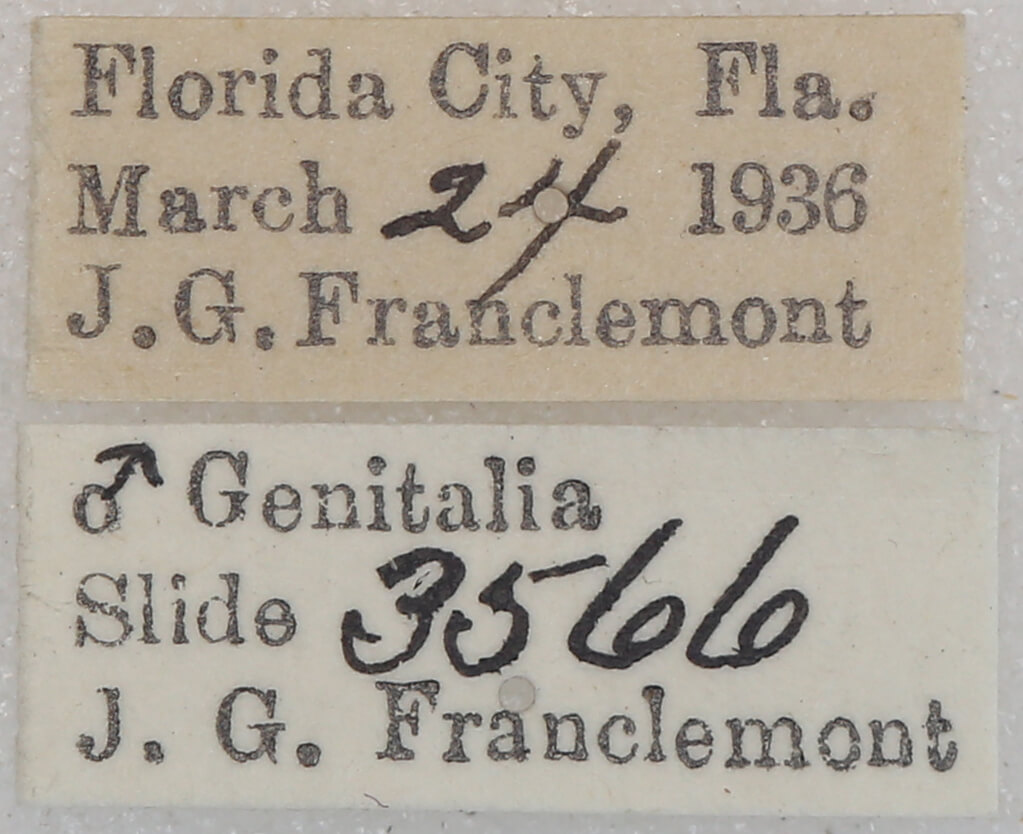 Florida City, Fla.
March 24 1936
J. G. Franclemont
♂ Genitalia
Slide 3566
J. G. Franclemont